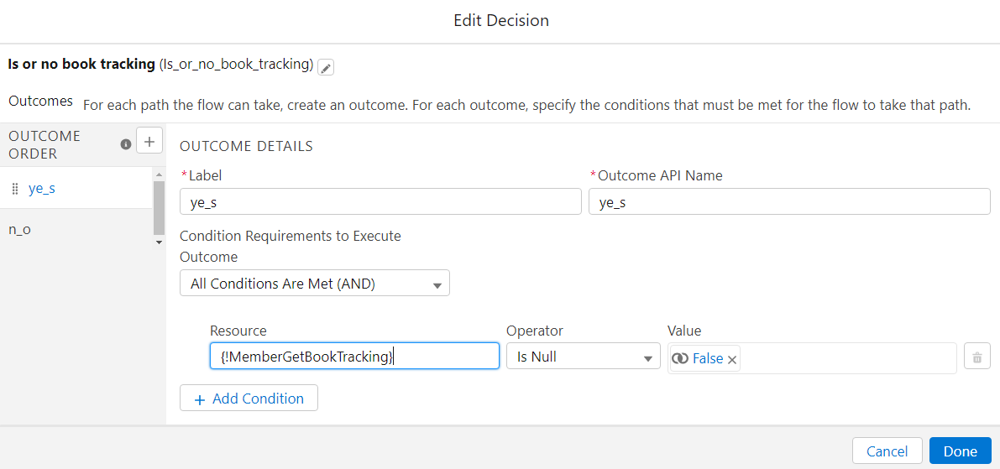 Edit Decision
Is or no book tracking (Is_or_no_book_tracking)
Outcomes For each path the flow can take, create an outcome. For each outcome, specify the conditions that must be met for the flow to take that path.
OUTCOME
ORDER
i
+
ye_s
n_o
OUTCOME DETAILS
*Label
*Outcome API Name
ye_s
ye_s
Condition Requirements to Execute
Outcome
All Conditions Are Met (AND)
Resource
Operator
Value
{!MemberGetBookTracking}
Is Null
False ×
+ Add Condition
Cancel
Done